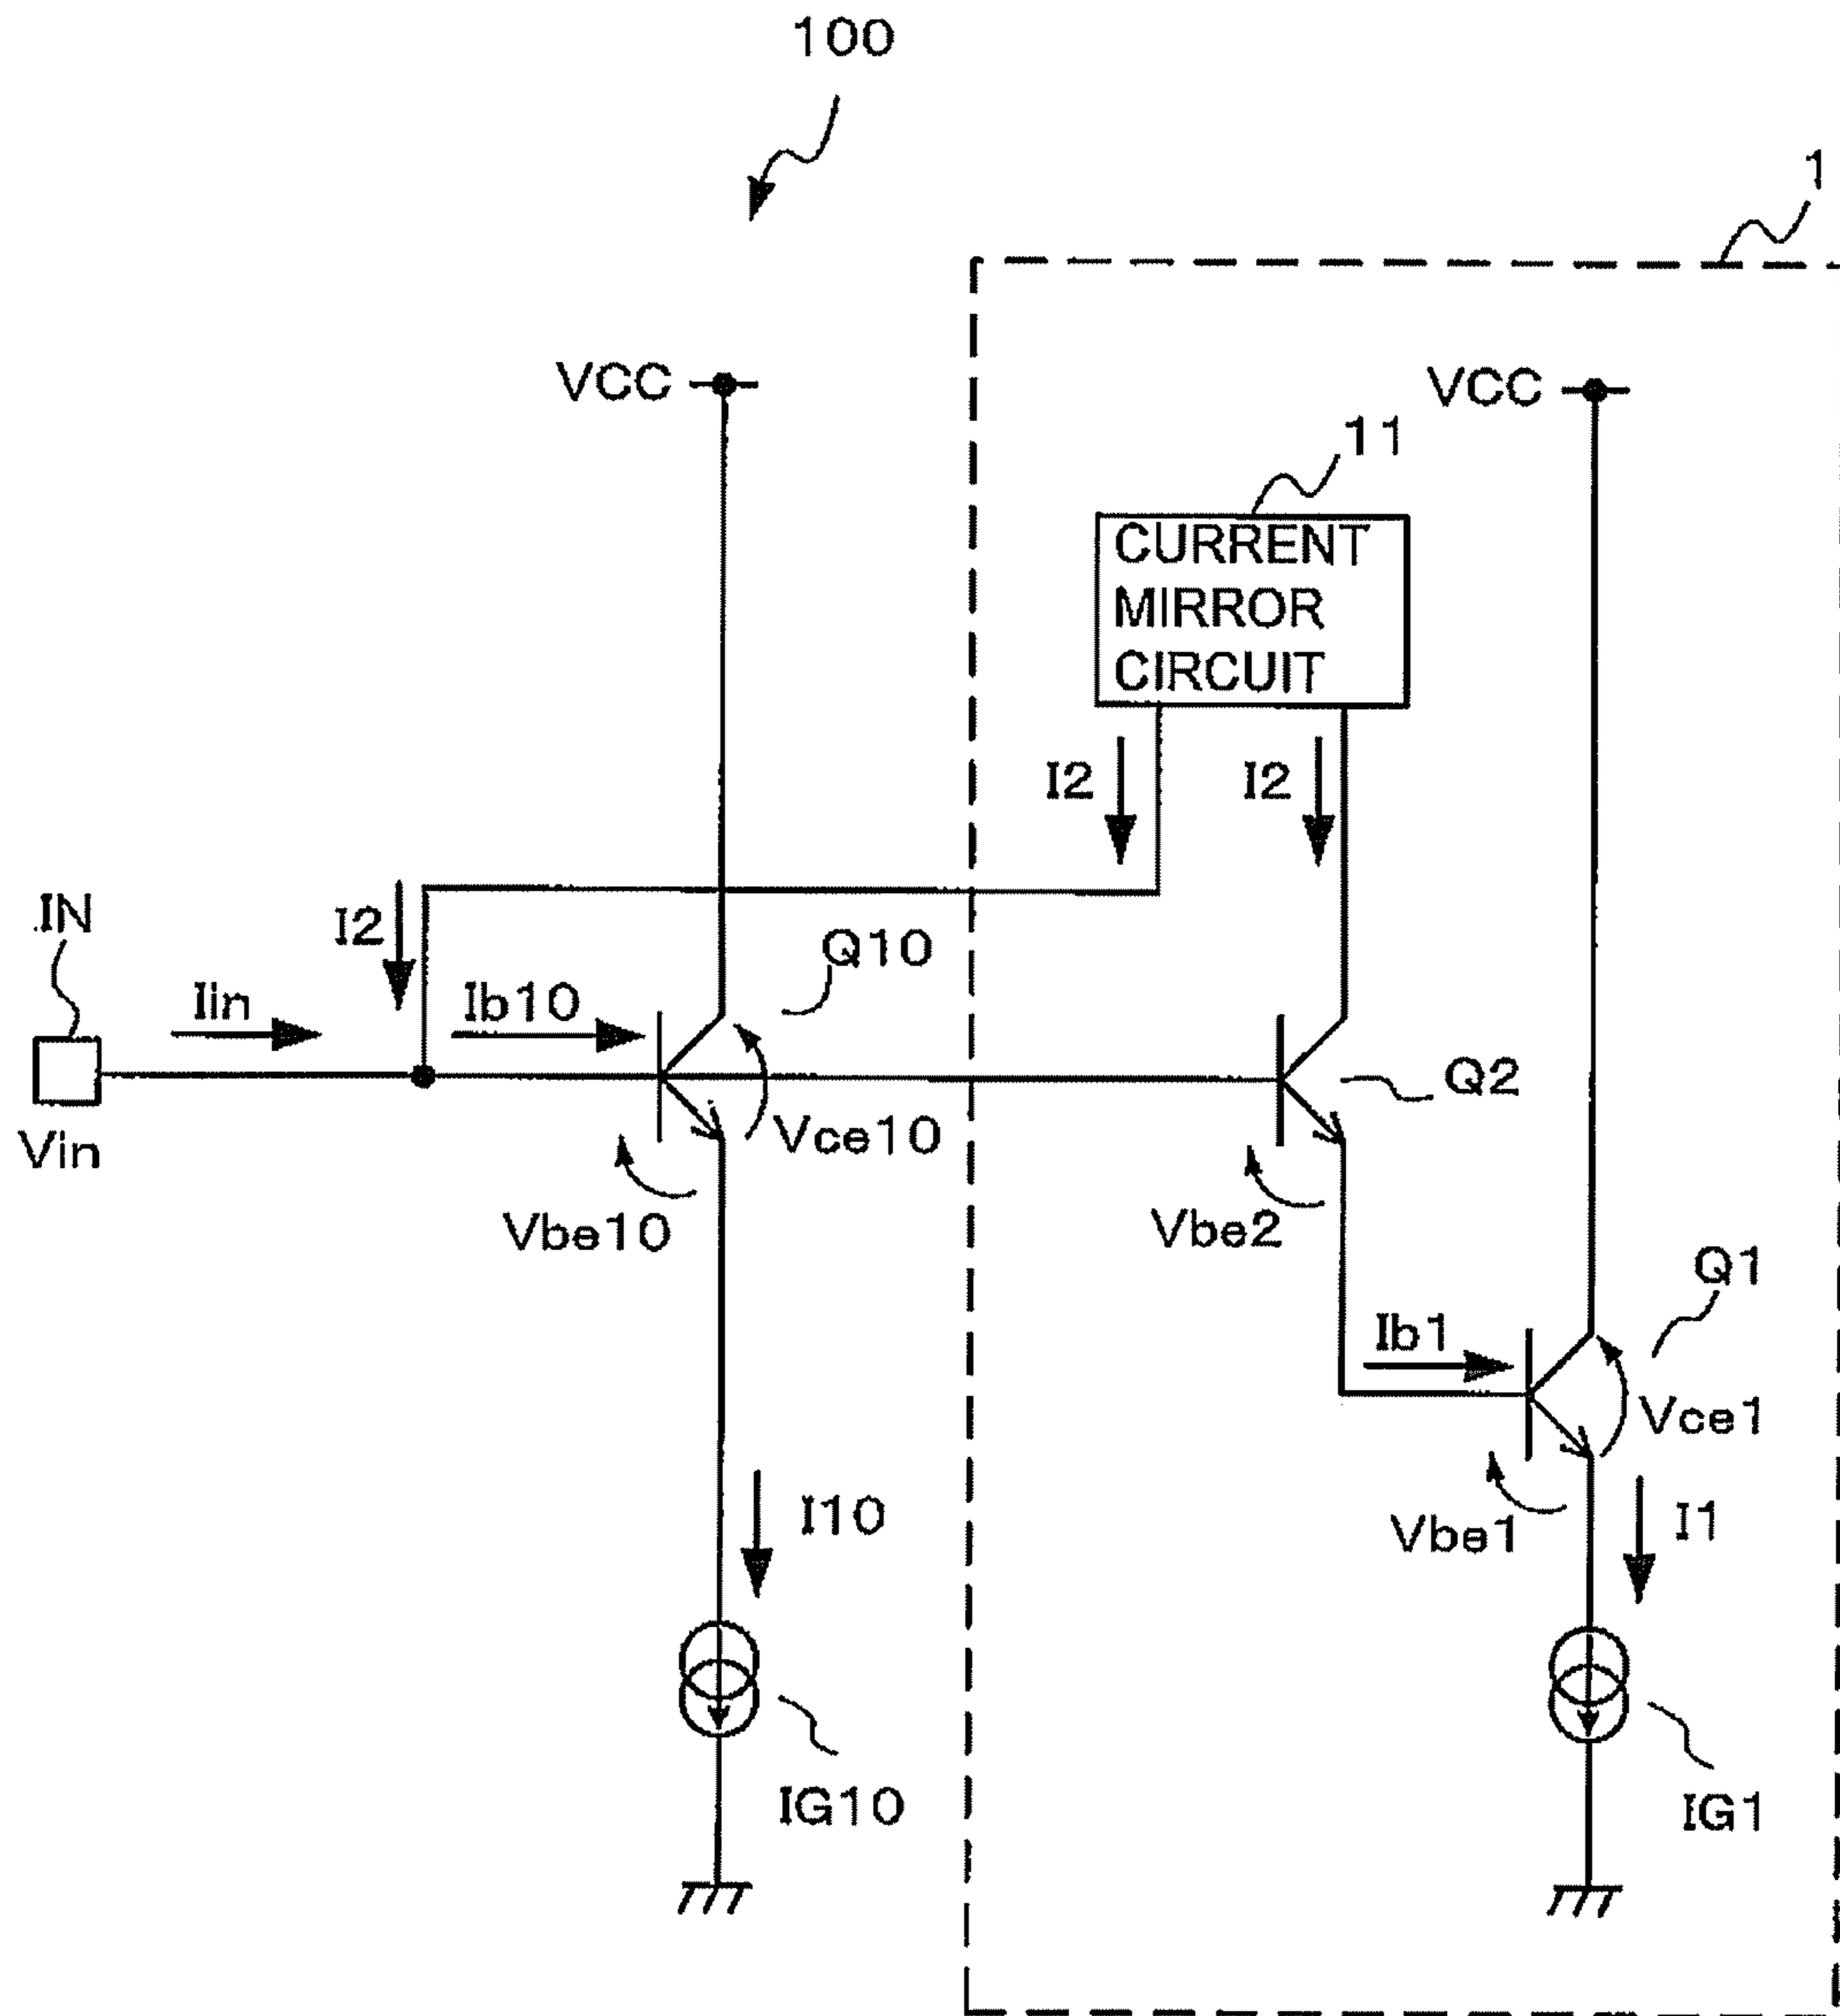 100
1
VCC
VCC
11
CURRENT
MIRROR
CIRCUIT
I2
I2
IN
I2
Q10
Iin
Ib10
Q2
Vin
Vce10
Vbe10
Vbe2
Q1
Ib1
Vce1
I10
Vbe1
I1
IG10
IG1